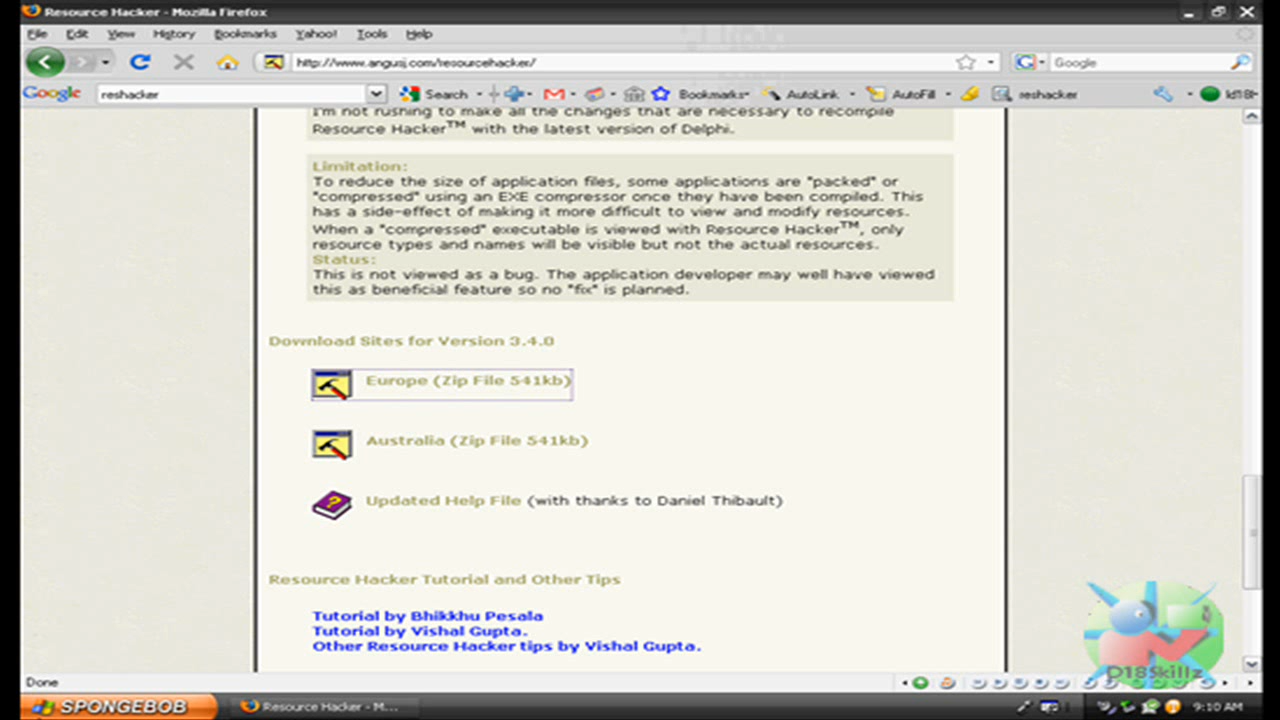 Resource Hacker - Mozilla Firefox
File Edit View History Bookmarks Yahoo! Tools Help
http://www.angusj.com/resourcehacker/ Google
Google reshacker Search Bookmarks AutoLink AutoFill reshacker
I'm not rushing to make all the changes that are necessary to recompile
Resource Hacker™ with the latest version of Delphi.
Limitation:
To reduce the size of application files, some applications are "packed" or
"compressed" using an EXE compressor once they have been compiled. This
has a side-effect of making it more difficult to view and modify resources.
When a "compressed" executable is viewed with Resource Hacker™, only
resource types and names will be visible but not the actual resources.
Status:
This is not viewed as a bug. The application developer may well have viewed
this as beneficial feature so no "fix" is planned.
Download Sites for Version 3.4.0
Europe (Zip File 541kb)
Australia (Zip File 541kb)
Updated Help File (with thanks to Daniel Thibault)
Resource Hacker Tutorial and Other Tips
Tutorial by Bhikkhu Pesala
Tutorial by Vishal Gupta.
Other Resource Hacker tips by Vishal Gupta.
D18Skillz
Done
SPONGEBOB Resource Hacker - M... 9:10 AM